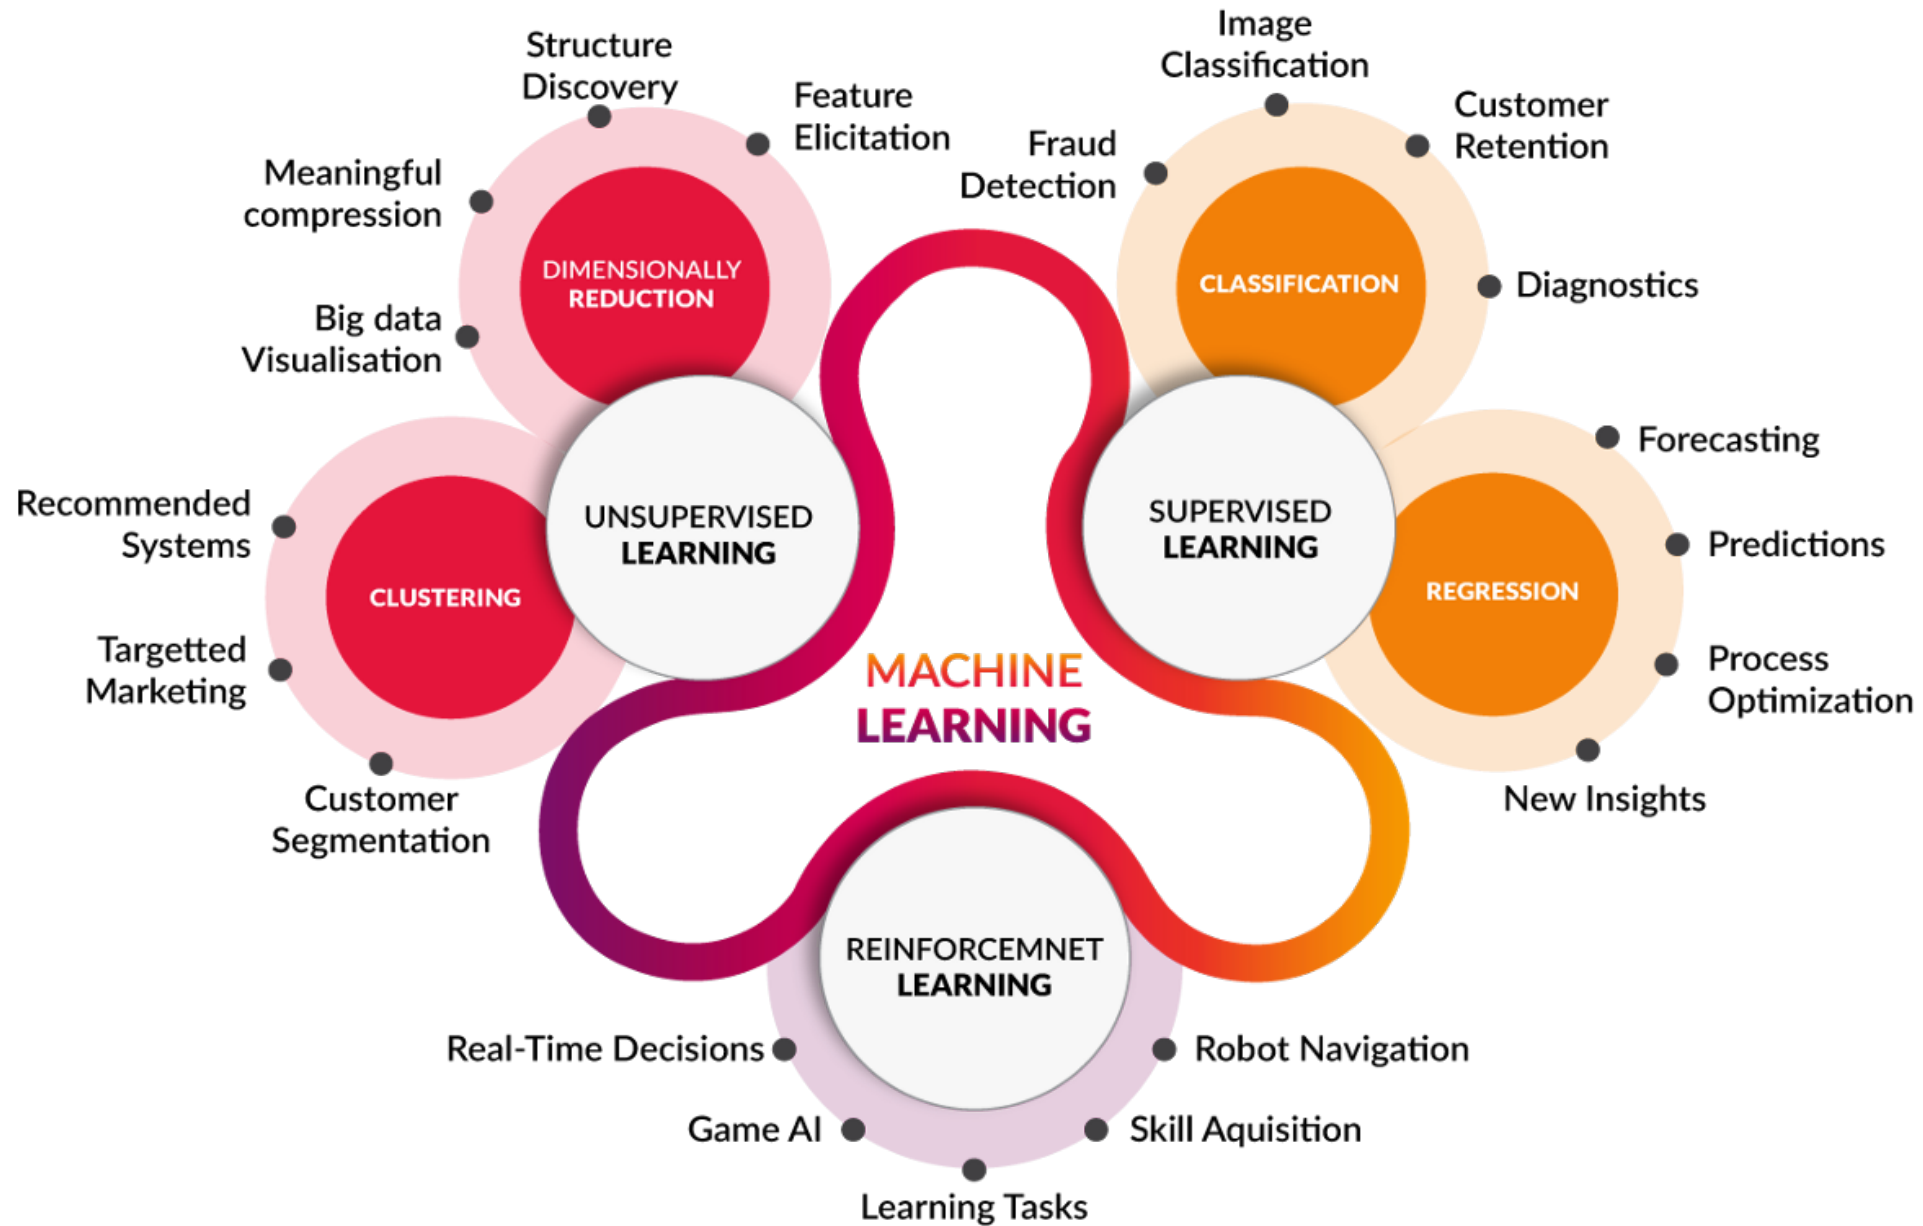 Structure
Discovery
Feature
Elicitation
Meaningful
compression
Big data
Visualisation
DIMENSIONALLY
REDUCTION
Recommended
Systems
Targetted
Marketing
Customer
Segmentation
CLUSTERING
UNSUPERVISED
LEARNING
Image
Classification
Customer
Retention
Fraud
Detection
Diagnostics
CLASSIFICATION
SUPERVISED
LEARNING
Forecasting
Predictions
Process
Optimization
New Insights
REGRESSION
MACHINE
LEARNING
REINFORCEMNET
LEARNING
Real-Time Decisions
Robot Navigation
Game AI
Skill Aquisition
Learning Tasks